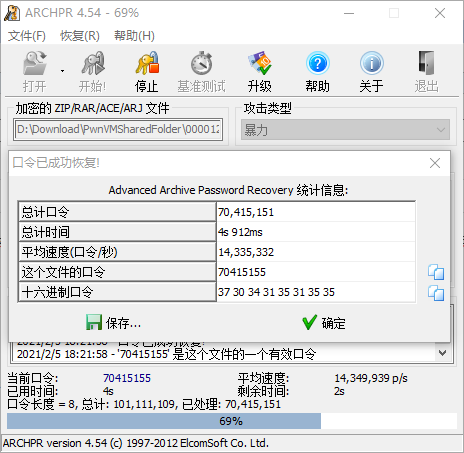 ARCHPR 4.54 - 69%
文件(F) 恢复(R) 帮助(H)
打开 开始! 停止 基准测试 升级 帮助 关于 退出
加密的 ZIP/RAR/ACE/ARJ 文件 攻击类型
D:\Download\PwnVMSharedFolder\000012 暴力
口令已成功恢复!
Advanced Archive Password Recovery 统计信息:
总计口令 70,415,151
总计时间 4s 912ms
平均速度(口令/秒) 14,335,332
这个文件的口令 70415155
十六进制口令 37 30 34 31 35 31 35 35
保存... 确定
2021/2/5 18:21:58 - 口令已成功恢复!
2021/2/5 18:21:58 - '70415155' 是这个文件的一个有效口令
当前口令: 70415155 平均速度: 14,349,939 p/s
已用时间: 4s 剩余时间: 2s
口令长度 = 8, 总计: 101,111,109, 已处理: 70,415,151
69%
ARCHPR version 4.54 (c) 1997-2012 ElcomSoft Co. Ltd.